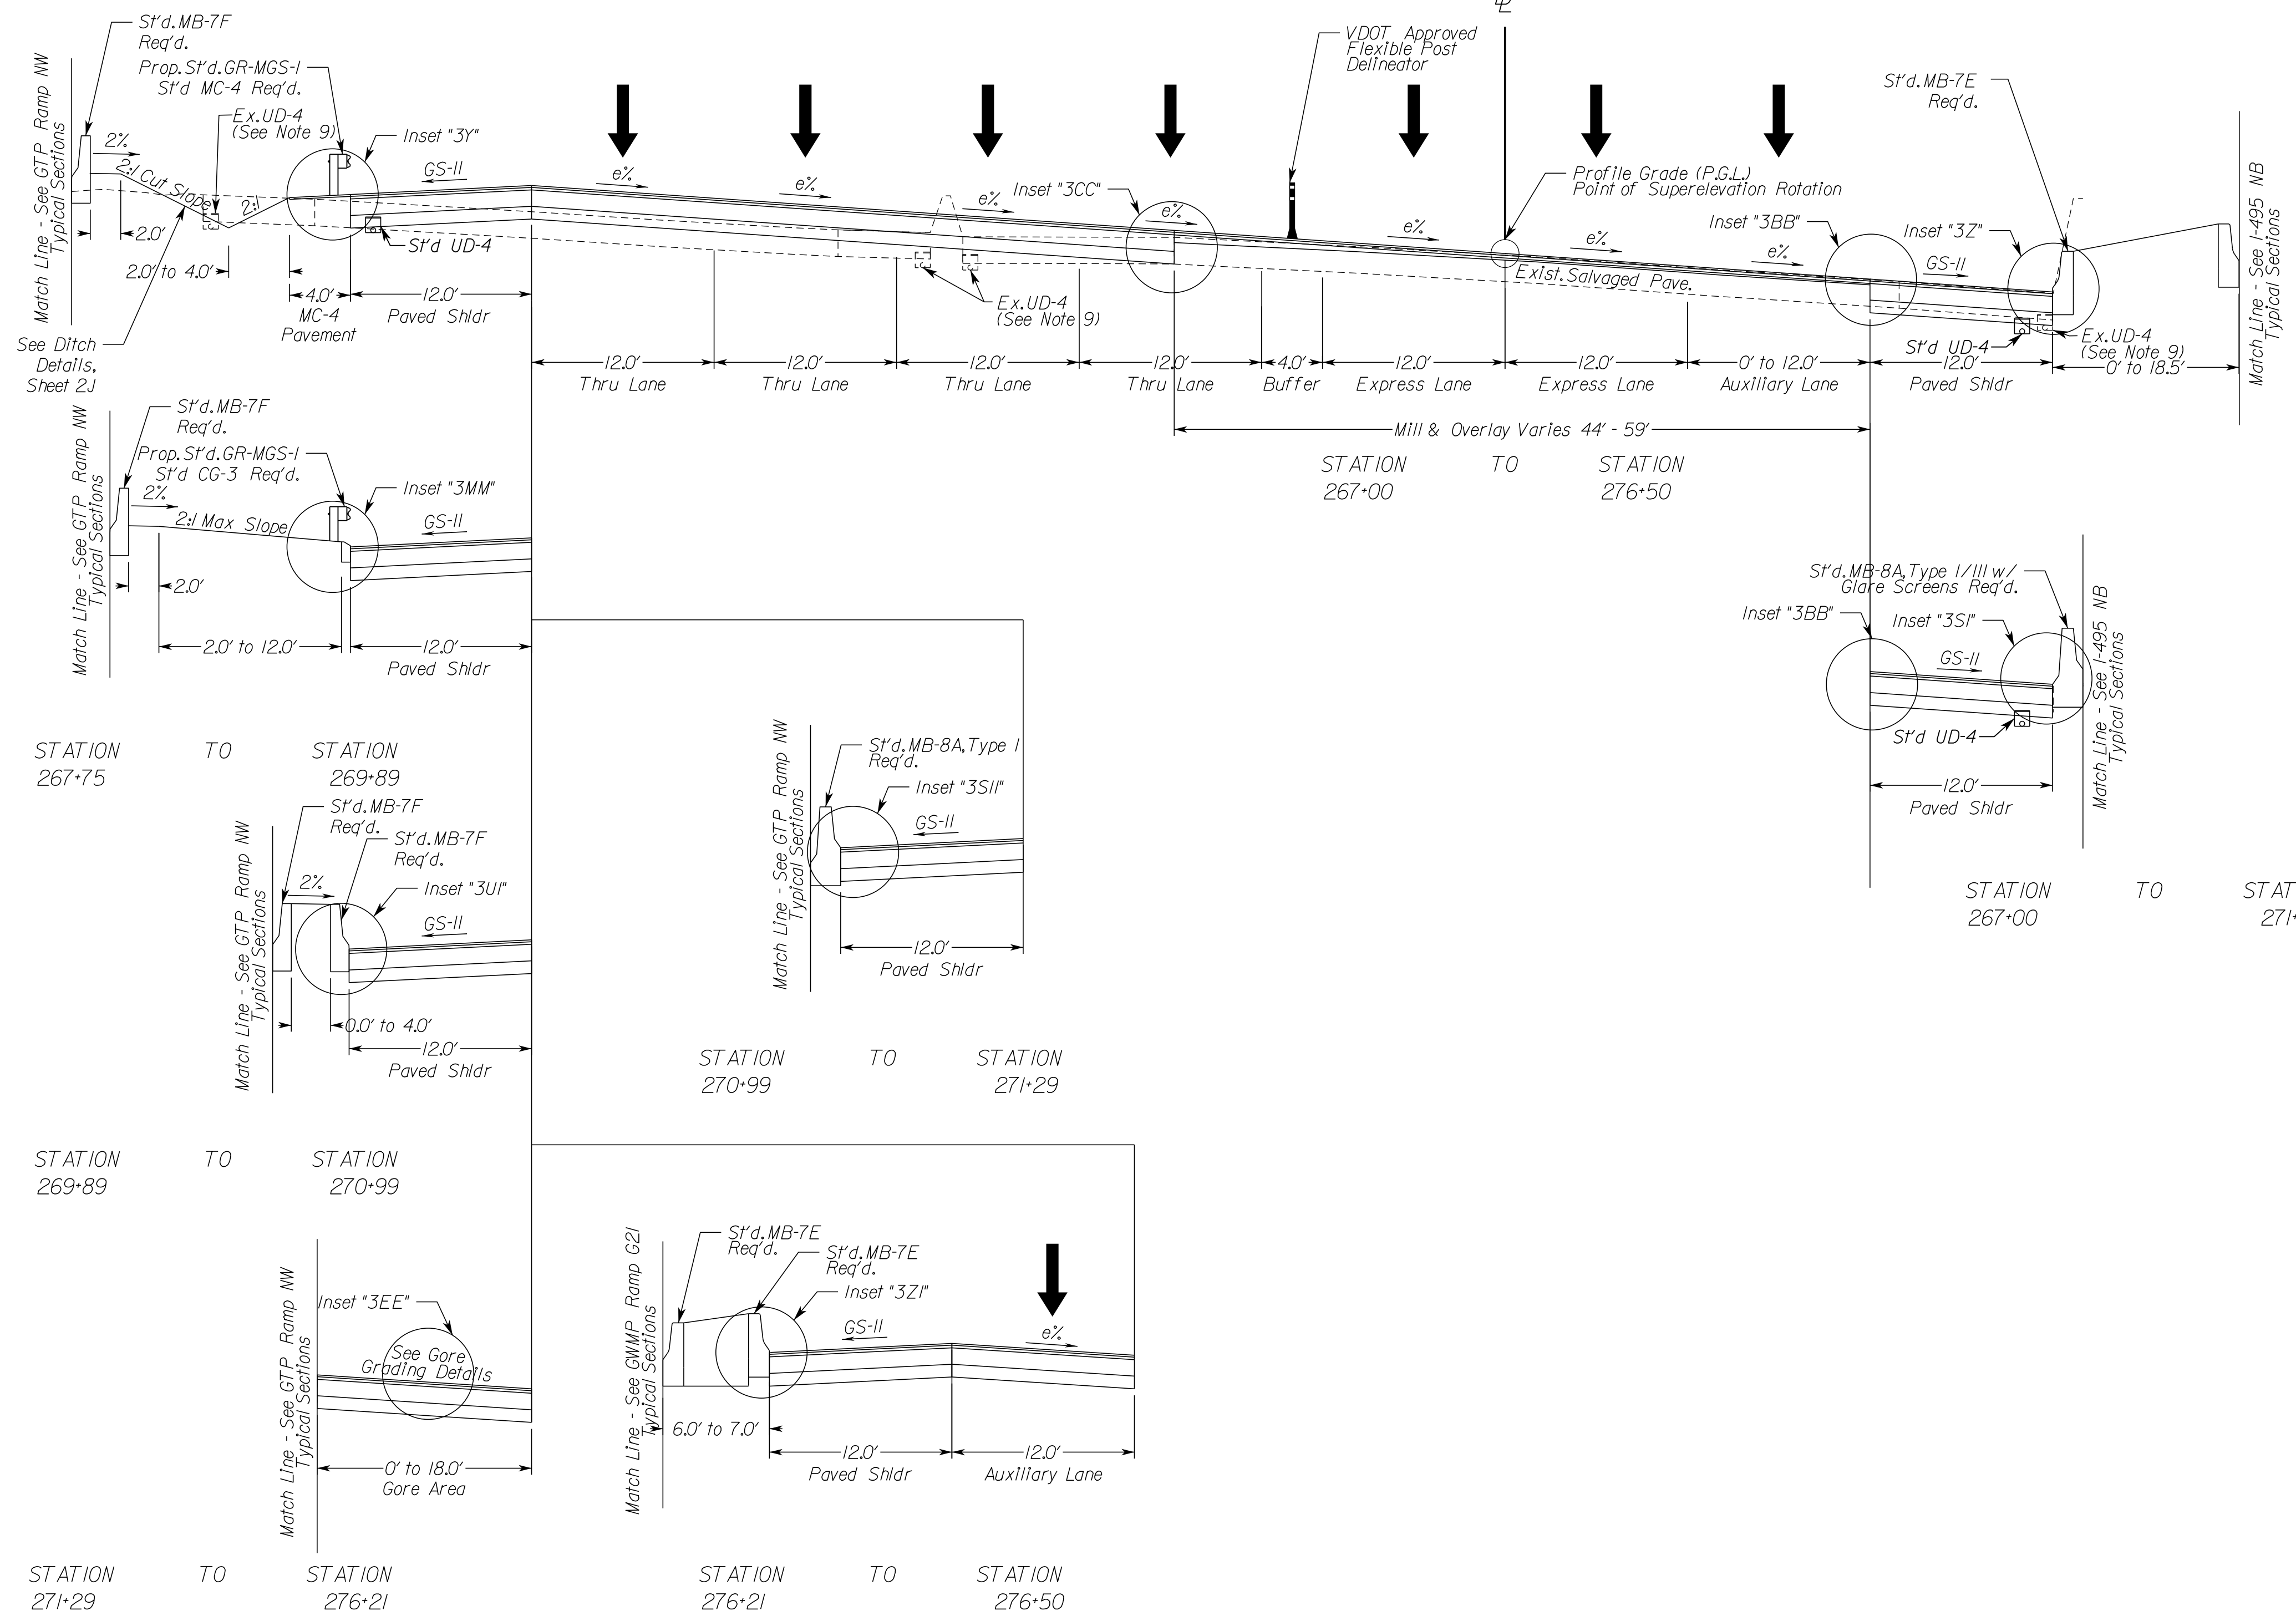 St'd. MB-7F
Req'd.
Prop. St'd. GR-MGS-1
St'd MC-4 Req'd.
Ex. UD-4
(See Note 9)
Inset "3Y"
2%
2:1 Cut Slope
2:1
GS-11
Match Line - See GTP Ramp NW
Typical Sections
2.0'
2.0' to 4.0'
4.0'
MC-4
Pavement
12.0'
Paved Shldr
St'd UD-4
See Ditch
Details,
Sheet 2J
e%
e%
e%
Inset "3CC"
e%
VDOT Approved
Flexible Post
Delineator
e%
Profile Grade (P.G.L.)
Point of Superelevation Rotation
e%
Exist. Salvaged Pave.
e%
Inset "3BB"
GS-11
Inset "3Z"
St'd. MB-7E
Req'd.
Match Line - See I-495 NB
Typical Sections
Ex. UD-4
(See Note 9)
St'd UD-4
Ex. UD-4
(See Note 9)
12.0'
Thru Lane
12.0'
Thru Lane
12.0'
Thru Lane
12.0'
Thru Lane
4.0'
Buffer
12.0'
Express Lane
12.0'
Express Lane
0' to 12.0'
Auxiliary Lane
12.0'
Paved Shldr
0' to 18.5'
Mill & Overlay Varies 44' - 59'
STATION TO STATION
267+00 276+50
St'd. MB-7F
Req'd.
Prop. St'd. GR-MGS-1
St'd CG-3 Req'd.
Inset "3MM"
2%
2:1 Max Slope
GS-11
Match Line - See GTP Ramp NW
Typical Sections
2.0'
2.0' to 12.0'
12.0'
Paved Shldr
STATION TO STATION
267+75 269+89
St'd. MB-8A, Type I/III w/
Glare Screens Req'd.
Inset "3BB"
Inset "3S1"
GS-11
St'd UD-4
Match Line - See I-495 NB
Typical Sections
12.0'
Paved Shldr
STATION TO STAT
267+00 271+
St'd. MB-8A, Type I
Req'd.
Inset "3S11"
GS-11
Match Line - See GTP Ramp NW
Typical Sections
12.0'
Paved Shldr
STATION TO STATION
270+99 271+29
St'd. MB-7F
Req'd.
St'd. MB-7F
Req'd.
Inset "3U1"
2%
GS-11
Match Line - See GTP Ramp NW
Typical Sections
0.0' to 4.0'
12.0'
Paved Shldr
STATION TO STATION
269+89 270+99
Inset "3EE"
See Gore
Grading Details
Match Line - See GTP Ramp NW
Typical Sections
0' to 18.0'
Gore Area
STATION TO STATION
271+29 276+21
St'd. MB-7E
Req'd.
St'd. MB-7E
Req'd.
Inset "3Z1"
GS-11
e%
Match Line - See GWMP Ramp G21
Typical Sections
6.0' to 7.0'
12.0'
Paved Shldr
12.0'
Auxiliary Lane
STATION TO STATION
276+21 276+50